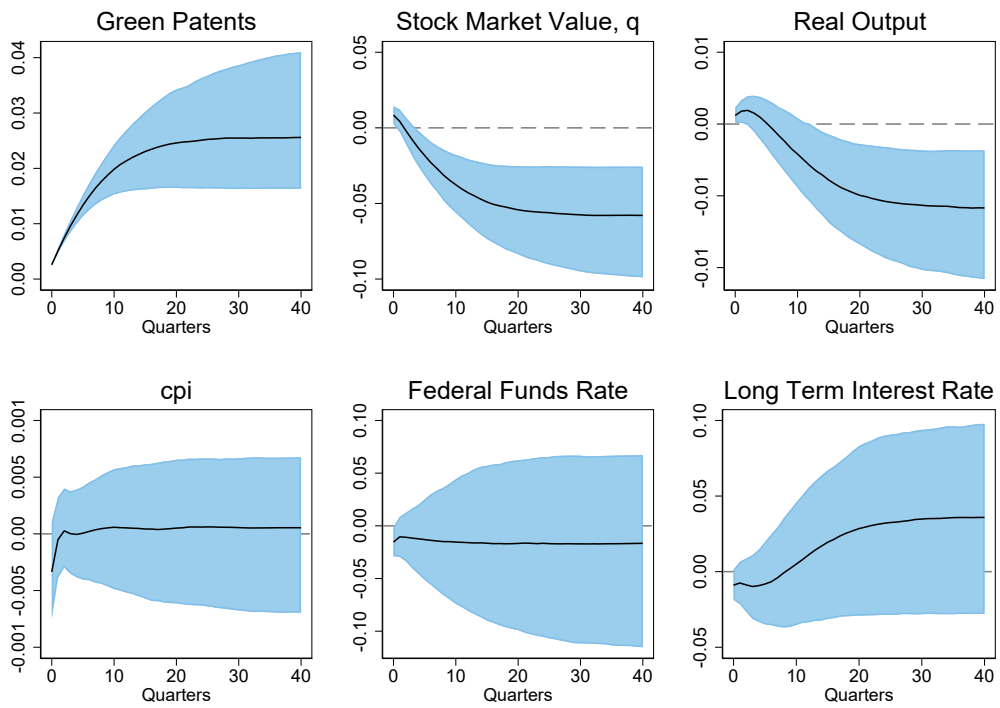 Green Patents
0.04
0.03
0.02
0.01
0.00
0 10 20 30 40
Quarters
Stock Market Value, q
0.05
0.00
-0.05
-0.10
0 10 20 30 40
Quarters
Real Output
0.01
0.00
-0.01
-0.01
0 10 20 30 40
Quarters
cpi
0.001
0.005
0.00
-0.005
-0.001
0 10 20 30 40
Quarters
Federal Funds Rate
0.10
0.05
0.00
-0.05
-0.10
0 10 20 30 40
Quarters
Long Term Interest Rate
0.10
0.05
0.00
-0.05
0 10 20 30 40
Quarters